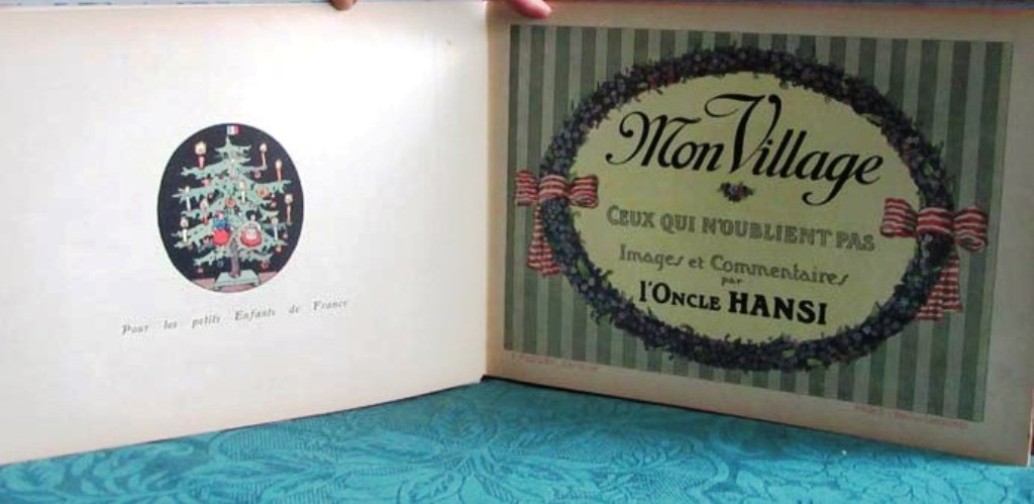 Pour les petits Enfants de France
Mon Village
CEUX QUI N'OUBLIENT PAS
Images et Commentaires
par
l'ONCLE HANSI